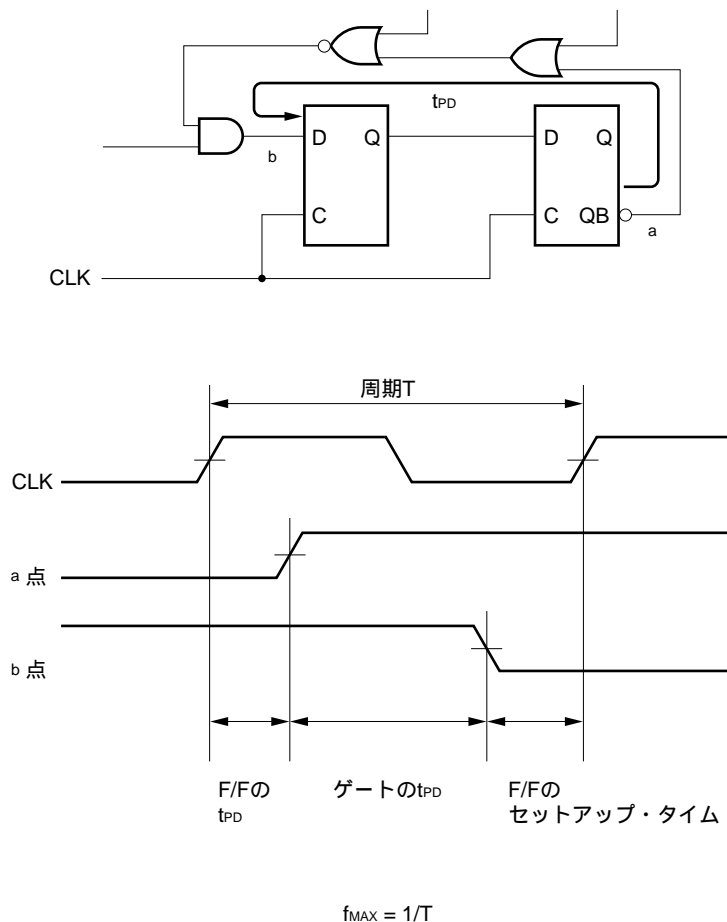 tPD
D Q
D Q
b
C
C QB
a
CLK
周期T
CLK
a 点
b 点
F/Fの
tPD
ゲートのtPD
F/Fの
セットアップ・タイム
fMAX = 1/T